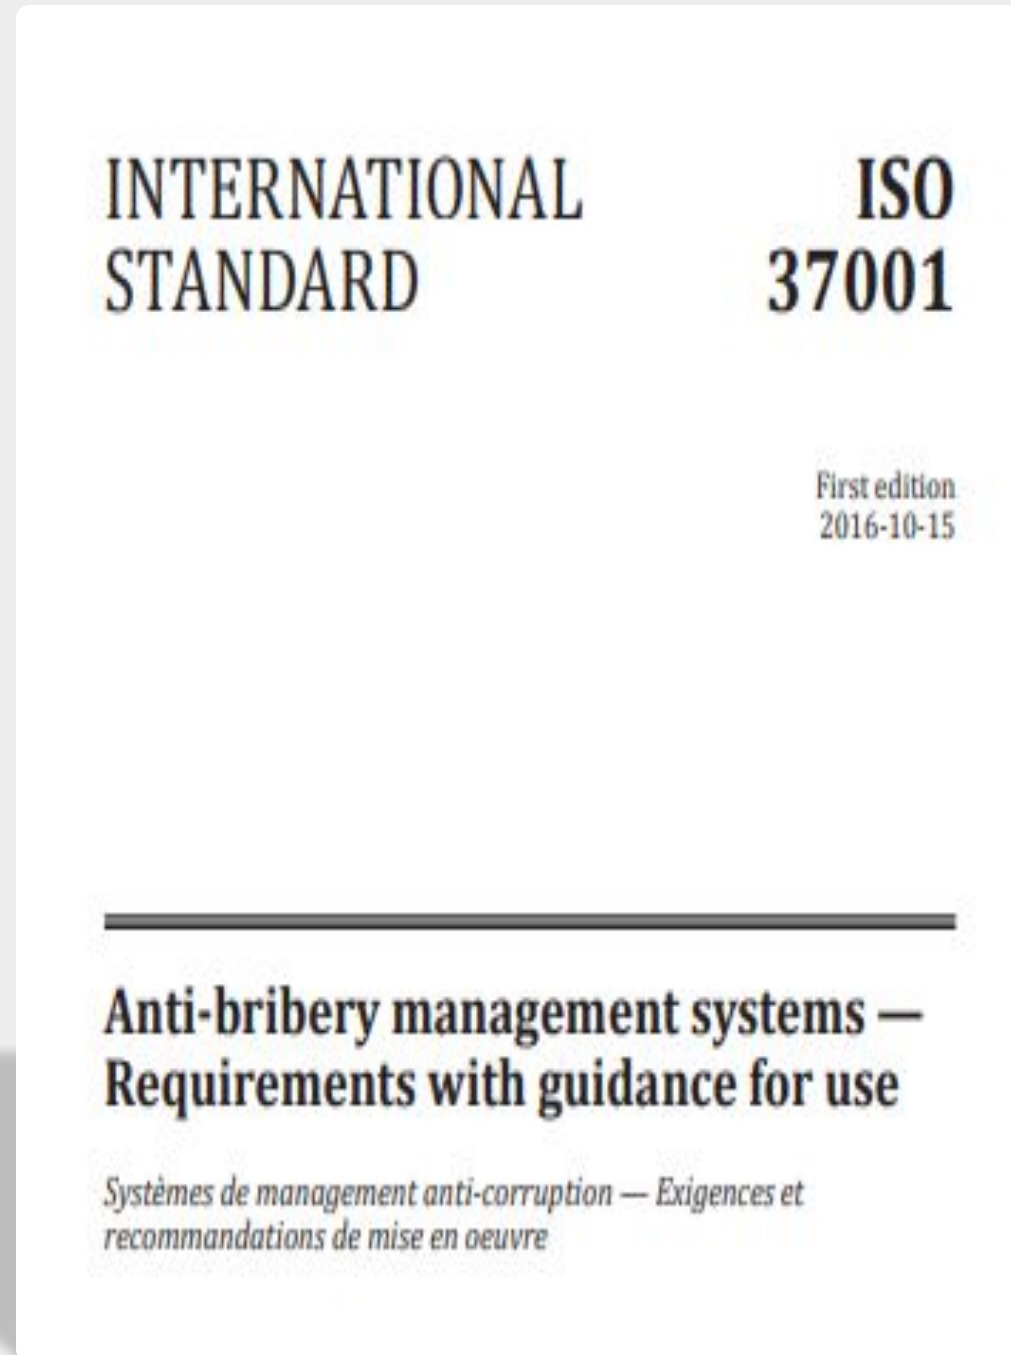 INTERNATIONAL
STANDARD
ISO
37001
First edition
2016-10-15
Anti-bribery management systems —
Requirements with guidance for use
Systèmes de management anti-corruption — Exigences et
recommandations de mise en oeuvre